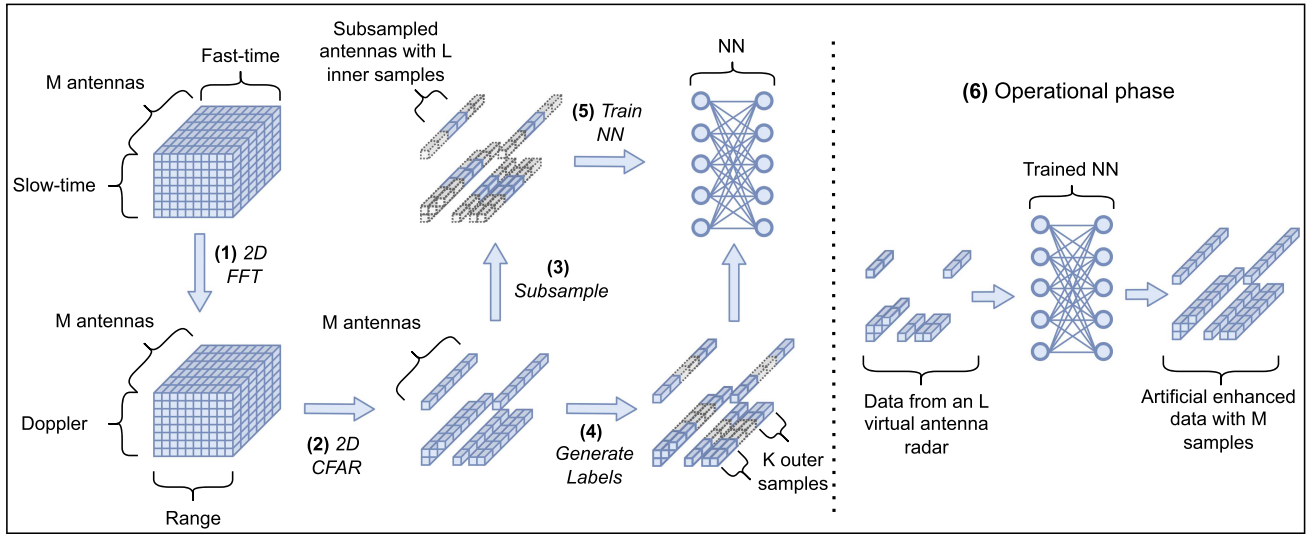 Subsampled
antennas with L
inner samples
Fast-time
M antennas
Slow-time
(1) 2D
FFT
M antennas
Doppler
Range
(2) 2D
CFAR
M antennas
(3)
Subsample
(4)
Generate
Labels
K outer
samples
(5) Train
NN
NN
(6) Operational phase
Trained NN
Data from an L
virtual antenna
radar
Artificial enhanced
data with M
samples